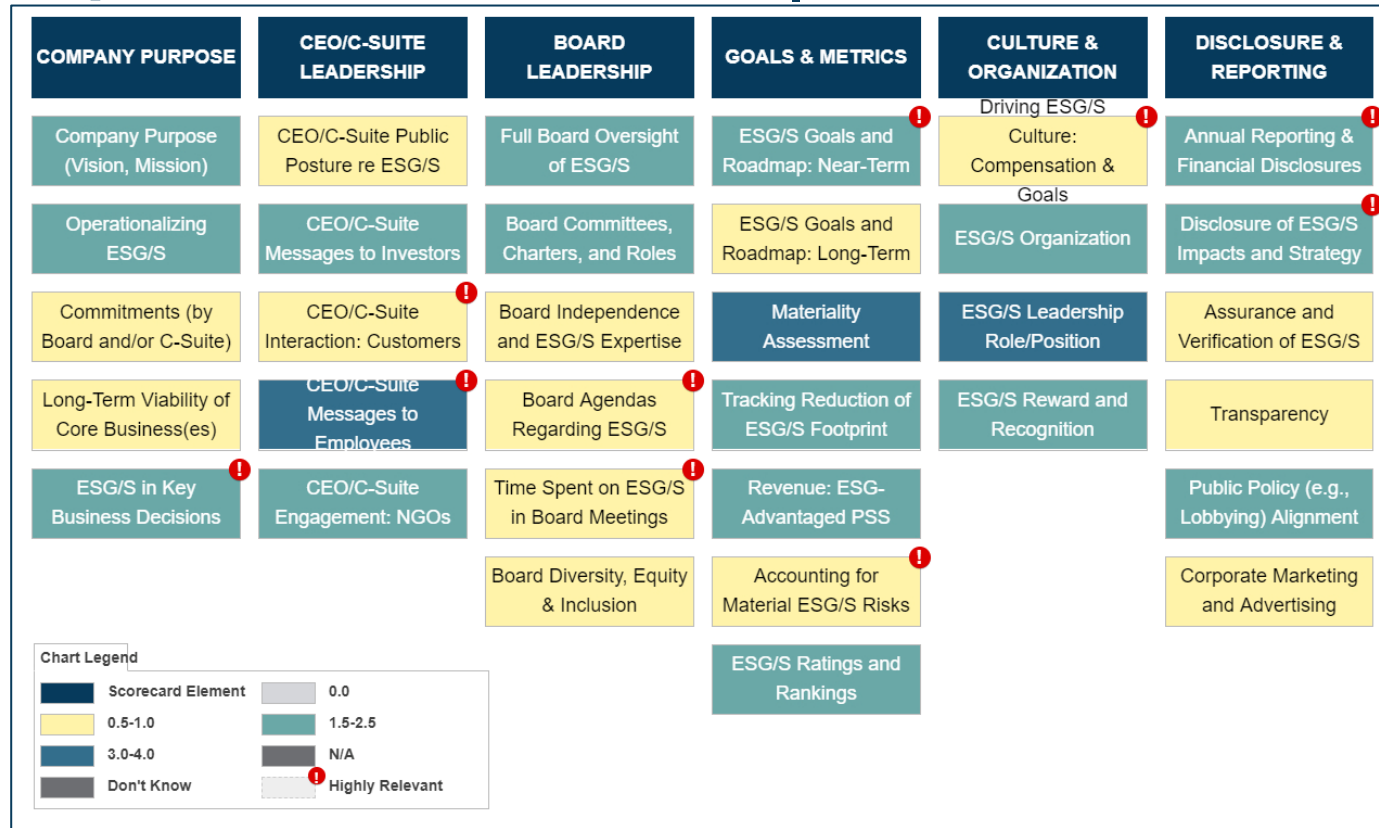 COMPANY PURPOSE
CEO/C-SUITE
LEADERSHIP
BOARD
LEADERSHIP
GOALS & METRICS
CULTURE &
ORGANIZATION
DISCLOSURE &
REPORTING
Company Purpose
(Vision, Mission)
CEO/C-Suite Public
Posture re ESG/S
Full Board Oversight
of ESG/S
ESG/S Goals and
Roadmap: Near-Term
!
Driving ESG/S
Culture:
Compensation &
Goals
!
Annual Reporting &
Financial Disclosures
!
Operationalizing
ESG/S
CEO/C-Suite
Messages to Investors
Board Committees,
Charters, and Roles
ESG/S Goals and
Roadmap: Long-Term
ESG/S Organization
Disclosure of ESG/S
Impacts and Strategy
!
Commitments (by
Board and/or C-Suite)
CEO/C-Suite
Interaction: Customers
!
Board Independence
and ESG/S Expertise
Materiality
Assessment
ESG/S Leadership
Role/Position
Assurance and
Verification of ESG/S
Long-Term Viability of
Core Business(es)
CEO/C-Suite
Messages to
Employees
!
Board Agendas
Regarding ESG/S
!
Tracking Reduction of
ESG/S Footprint
ESG/S Reward and
Recognition
Transparency
ESG/S in Key
Business Decisions
!
CEO/C-Suite
Engagement: NGOs
Time Spent on ESG/S
in Board Meetings
!
Revenue: ESG-
Advantaged PSS
Public Policy (e.g.,
Lobbying) Alignment
Board Diversity, Equity
& Inclusion
Accounting for
Material ESG/S Risks
!
Corporate Marketing
and Advertising
ESG/S Ratings and
Rankings
Chart Legend
Scorecard Element
0.0
0.5-1.0
1.5-2.5
3.0-4.0
N/A
Don't Know
!
Highly Relevant